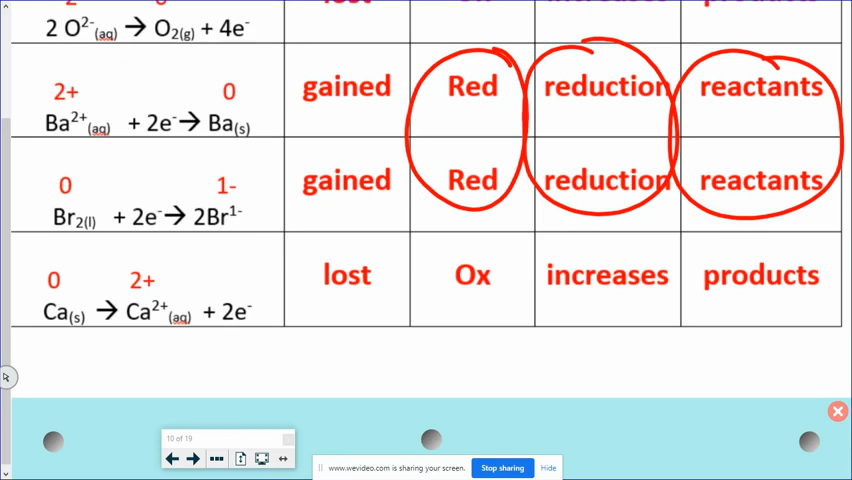 2 O²⁻(aq) → O₂(g) + 4e⁻
2+ 0
Ba²⁺(aq) + 2e⁻→ Ba(s)
gained Red reduction reactants
0 1-
Br₂(l) + 2e⁻→ 2Br¹⁻
gained Red reduction reactants
0 2+
Ca(s) → Ca²⁺(aq) + 2e⁻
lost Ox increases products
10 of 19
www.wevideo.com is sharing your screen. Stop sharing Hide